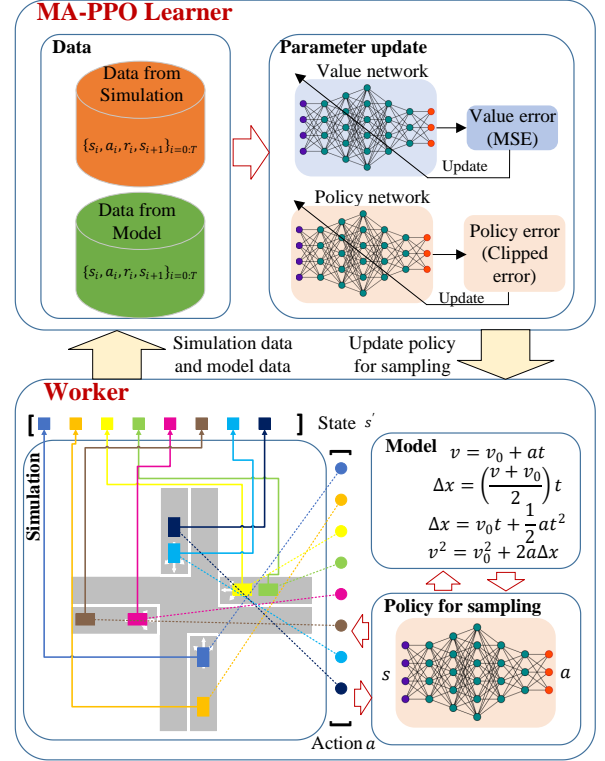 MA-PPO Learner
Data
Data from
Simulation
{s_i, a_i, r_i, s_{i+1}}_{i=0:T}
Data from
Model
{s_i, a_i, r_i, s_{i+1}}_{i=0:T}
Parameter update
Value network
Value error
(MSE)
Update
Policy network
Policy error
(Clipped
error)
Update
Simulation data
and model data
Update policy
for sampling
Worker
[ ] State s'
Simulation
Model
v = v_0 + at
Δx = ((v + v_0)/2) t
Δx = v_0t + 1/2 at^2
v^2 = v_0^2 + 2aΔx
Policy for sampling
s
a
Action a